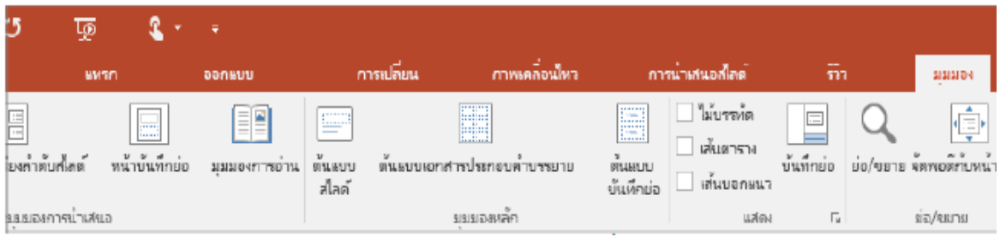 แทรก ออกแบบ การเปลี่ยน ภาพเคลื่อนไหว การนำเสนอสไลด์ รีวิว มุมมอง
ไม้บรรทัด
เส้นตาราง
เส้นบอกแนว
ยงลำดับสไลด์ หน้าบันทึกย่อ มุมมองการอ่าน ต้นแบบ ต้นแบบเอกสารประกอบคำบรรยาย ต้นแบบ บันทึกย่อ ย่อ/ขยาย จัดพอดีกับหน้า
สไลด์ บันทึกย่อ
มุมมองการนำเสนอ มุมมองหลัก แสดง ย่อ/ขยาย